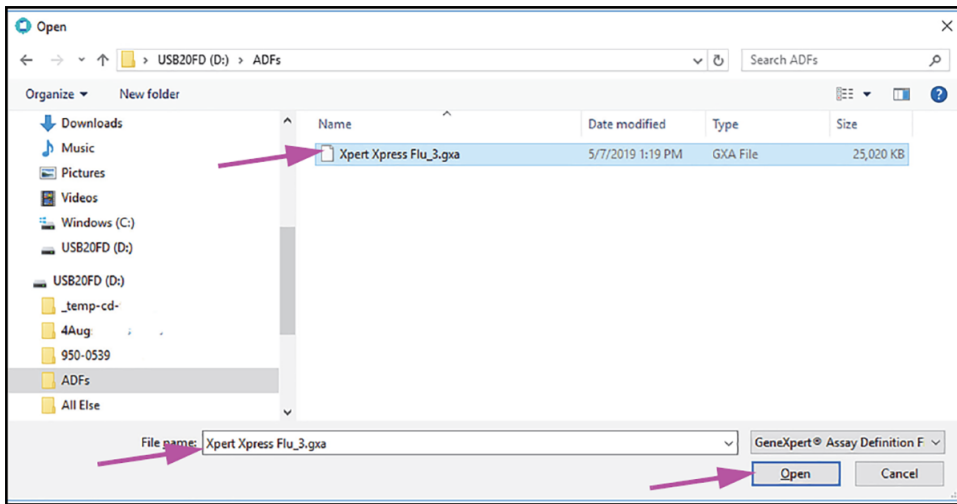 Open
USB20FD (D:) > ADFs
Search ADFs
Organize
New folder
Name
Date modified
Type
Size
Xpert Xpress Flu_3.gxa
5/7/2019 1:19 PM
GXA File
25,020 KB
Downloads
Music
Pictures
Videos
Windows (C:)
USB20FD (D:)
USB20FD (D:)
_temp-cd-
4Aug
950-0539
ADFs
All Else
File name:
Xpert Xpress Flu_3.gxa
GeneXpert® Assay Definition F
Open
Cancel